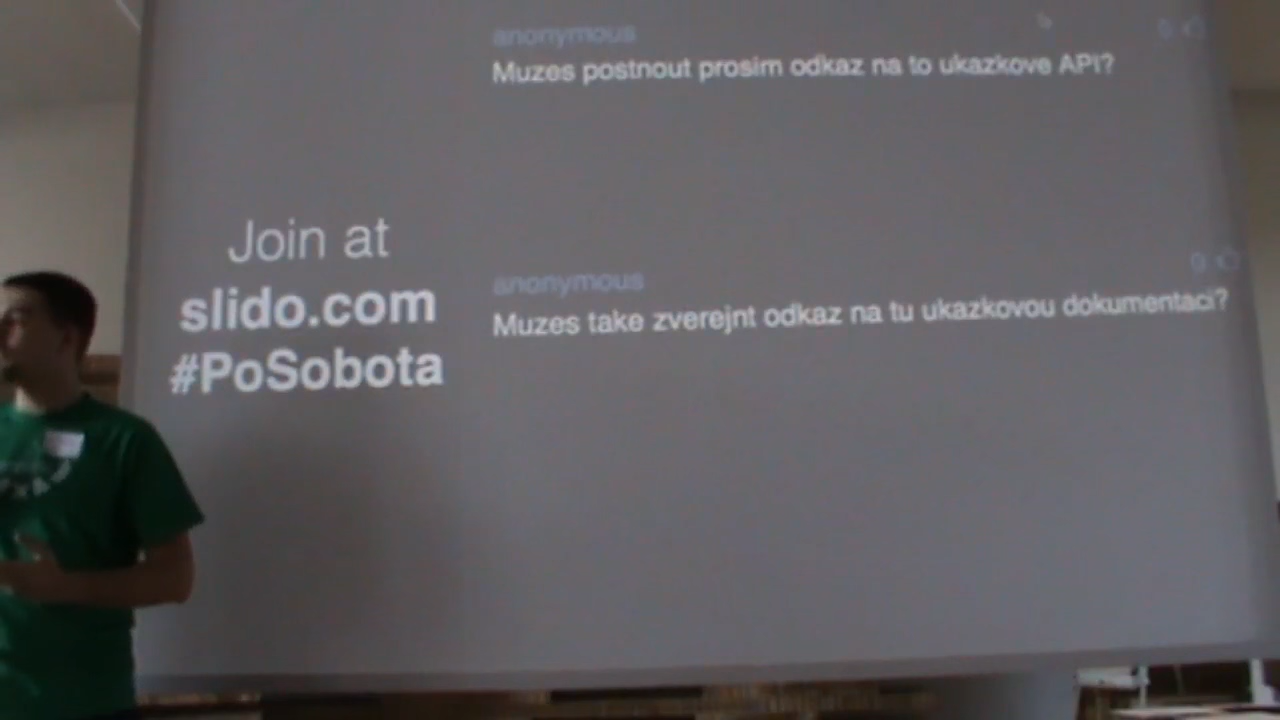 anonymous
Muzes postnout prosim odkaz na to ukazkove API?
Join at
slido.com
#PoSobota
anonymous
Muzes take zverejnt odkaz na tu ukazkovou dokumentaci?